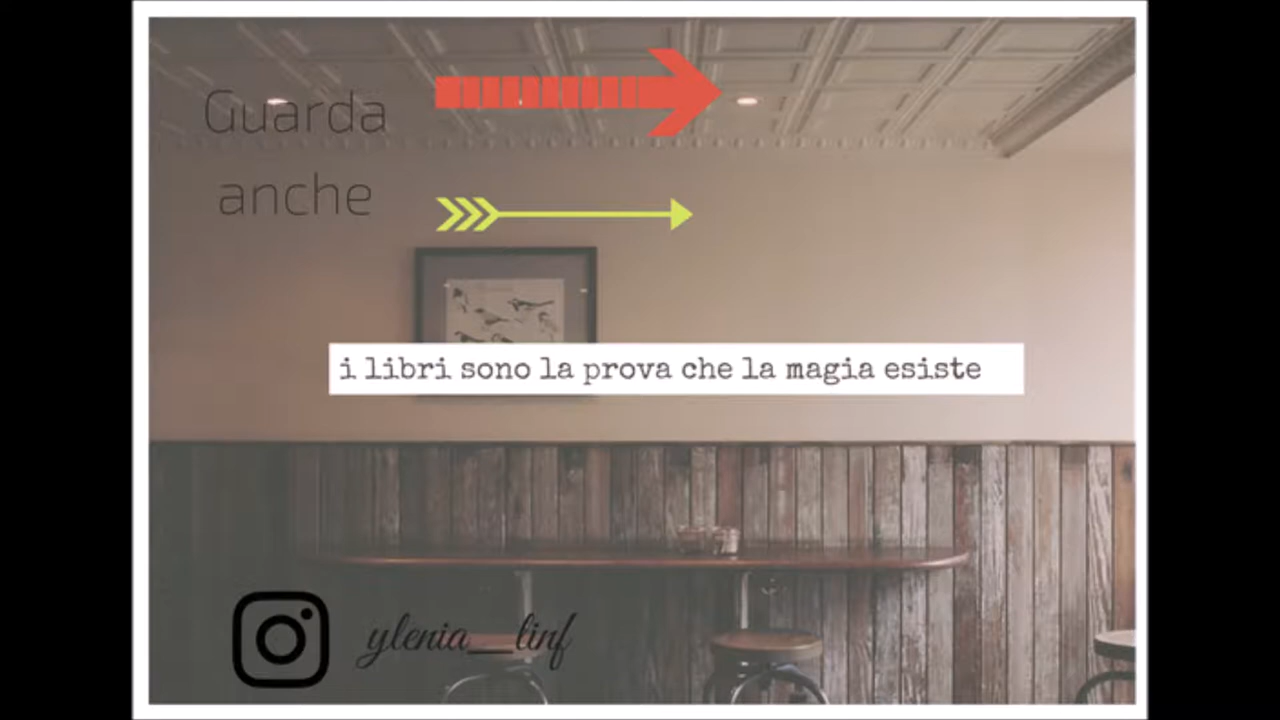 Guarda
anche
i libri sono la prova che la magia esiste
ylenia__linf